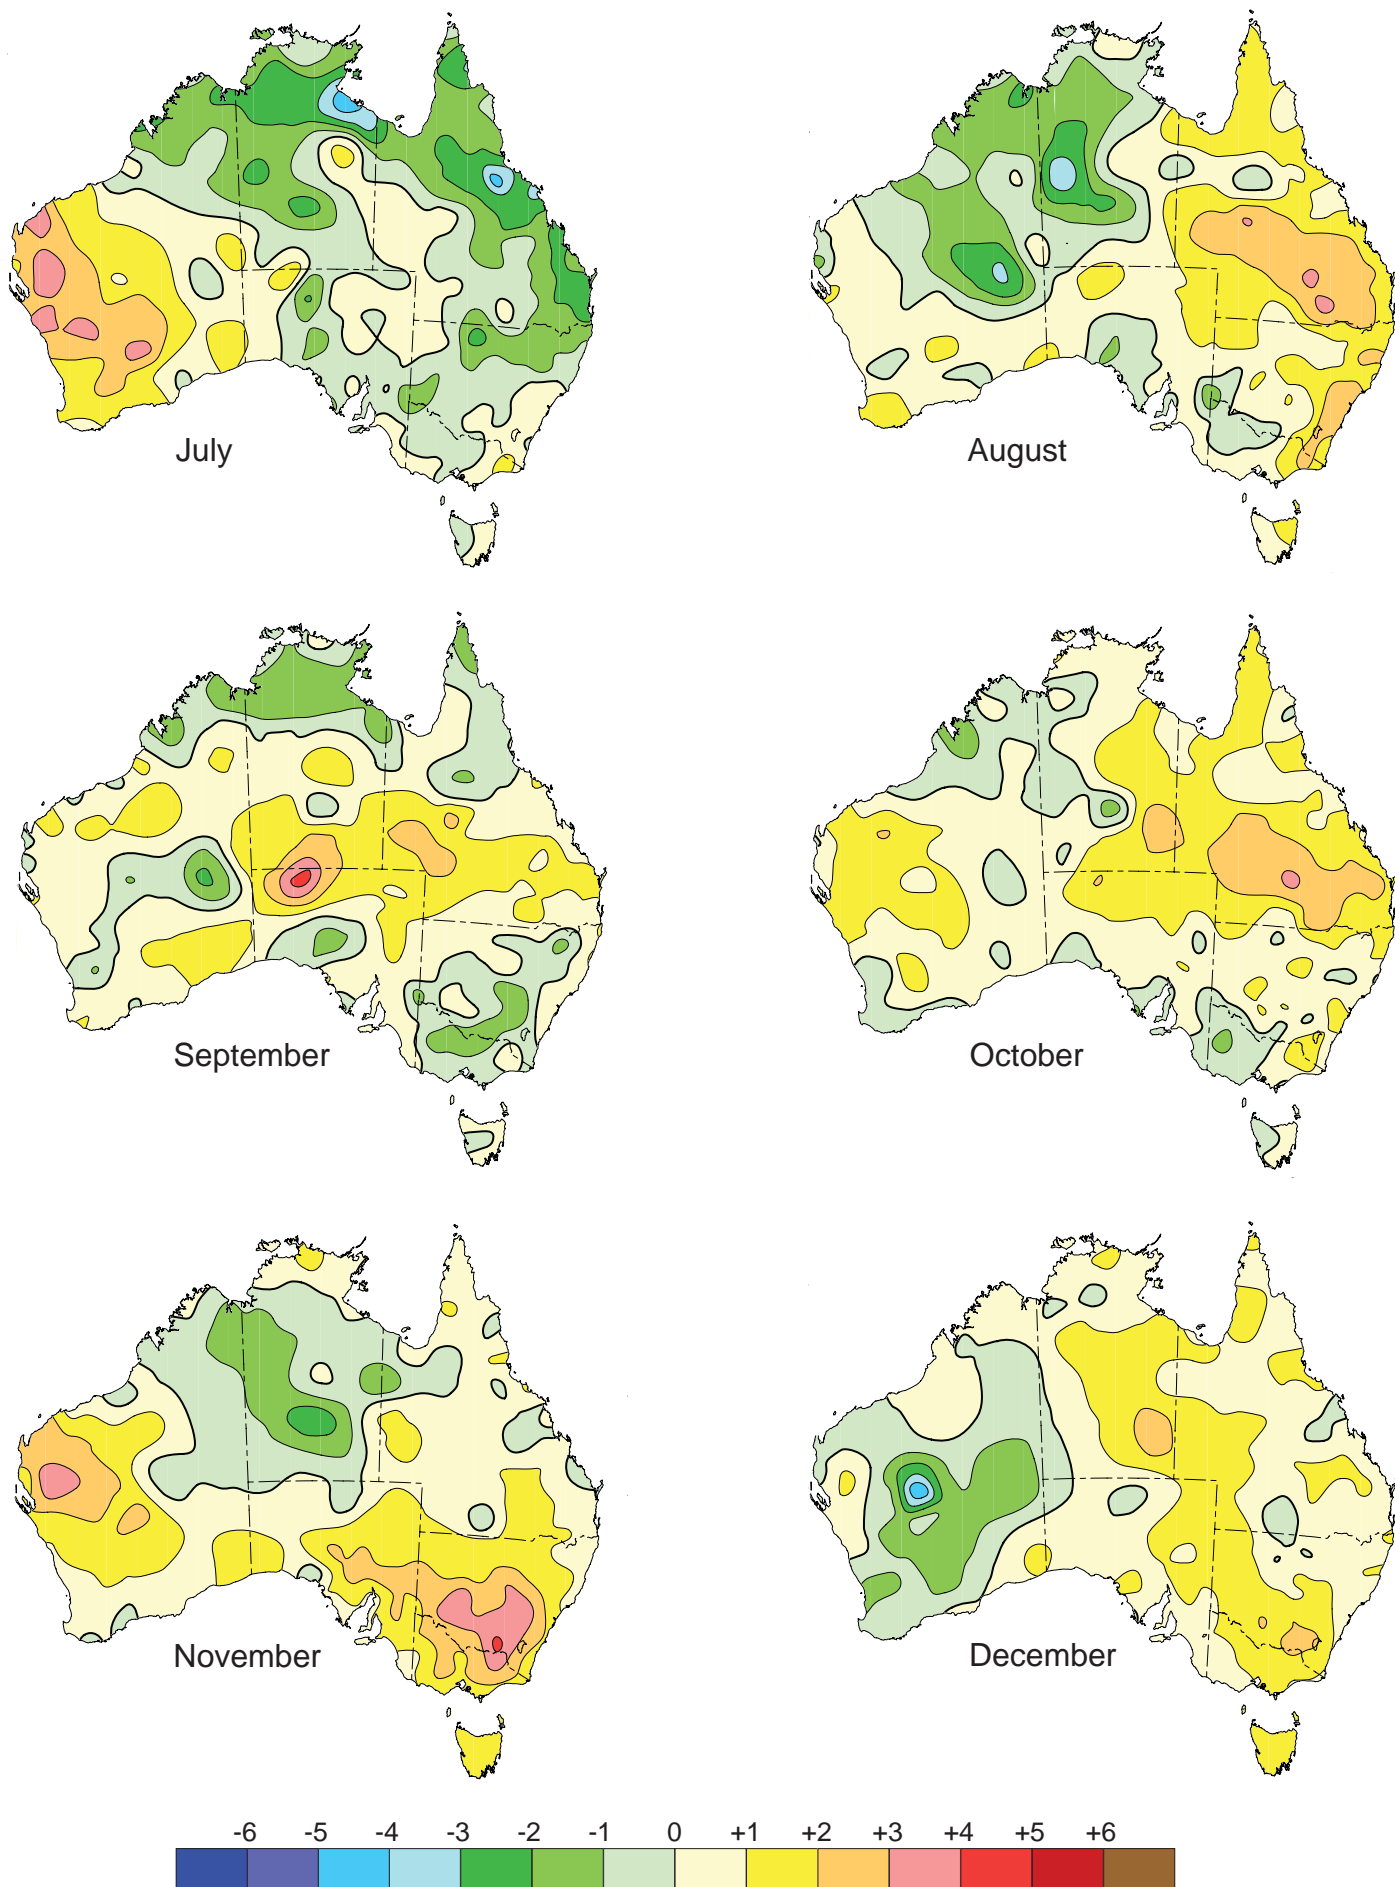 July
August
September
October
November
December
-6 -5 -4 -3 -2 -1 0 +1 +2 +3 +4 +5 +6